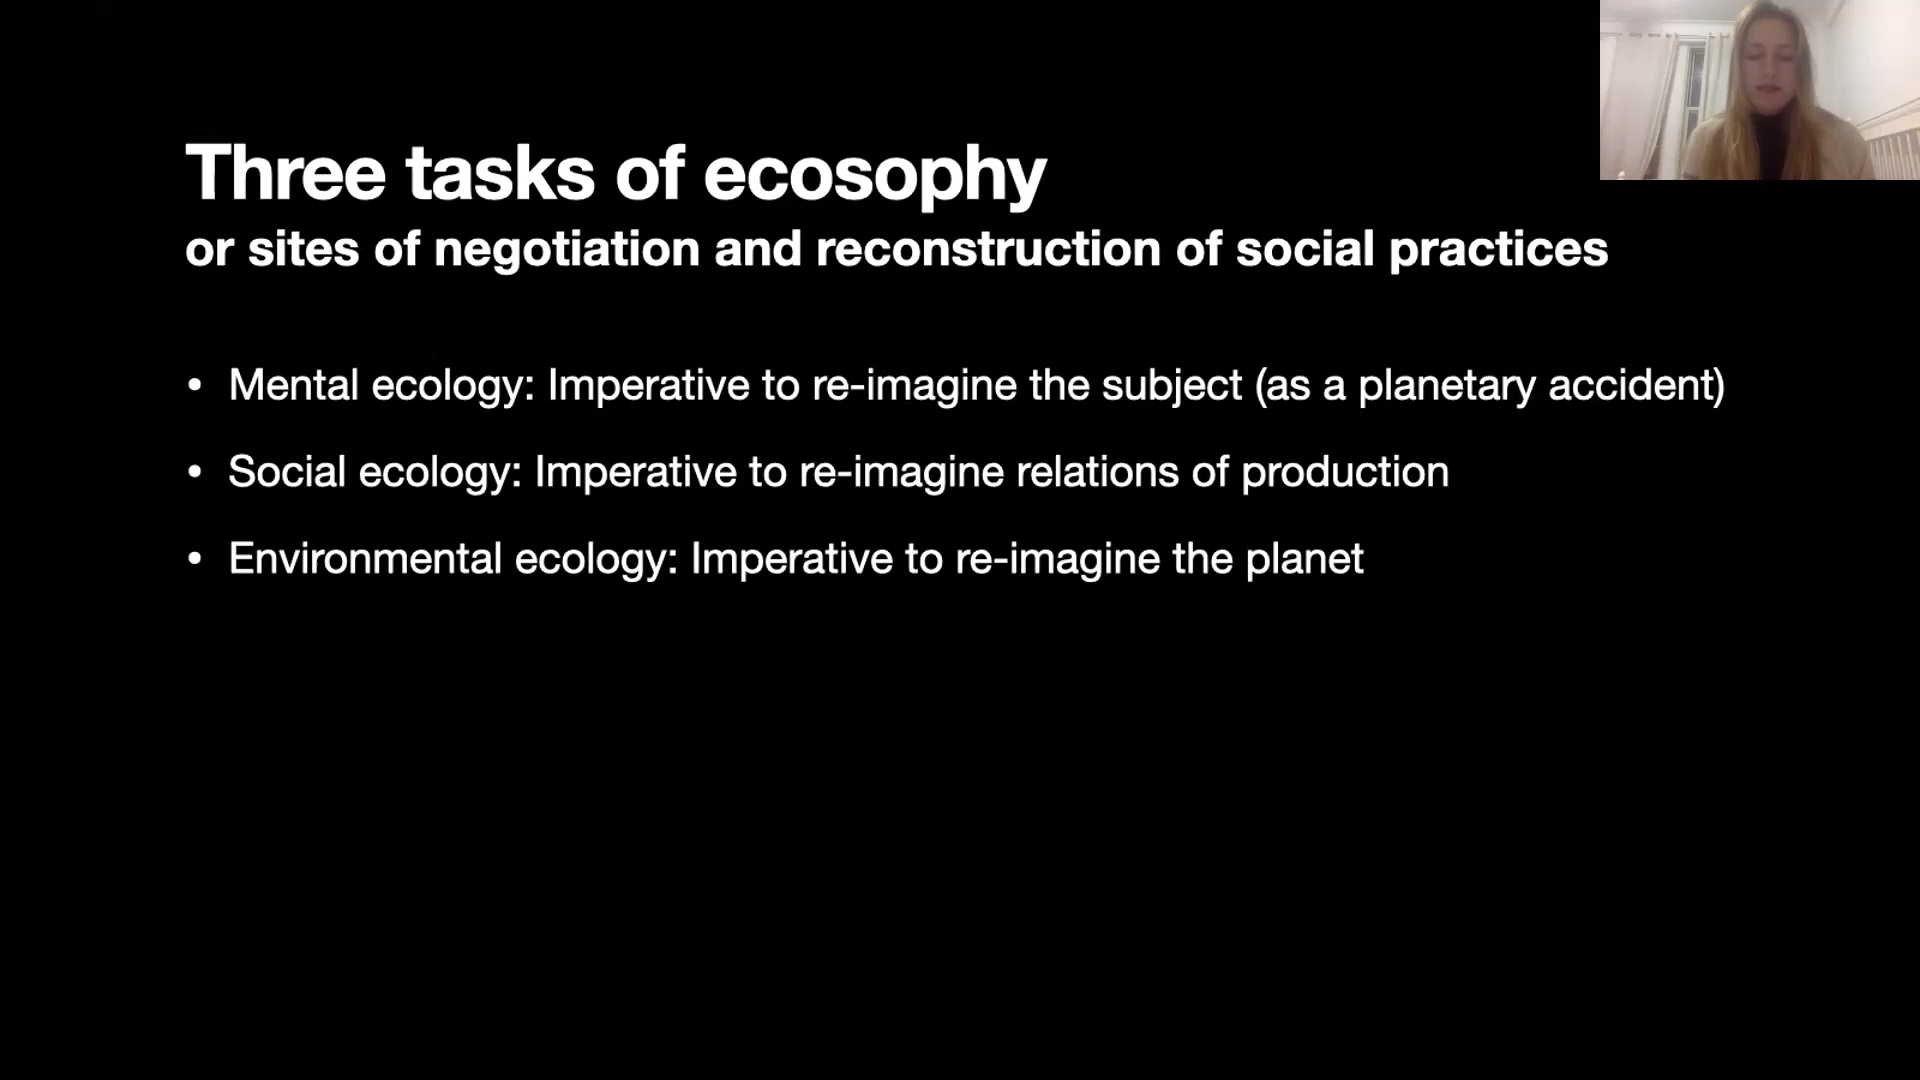 Three tasks of ecosophy
or sites of negotiation and reconstruction of social practices
• Mental ecology: Imperative to re-imagine the subject (as a planetary accident)
• Social ecology: Imperative to re-imagine relations of production
• Environmental ecology: Imperative to re-imagine the planet